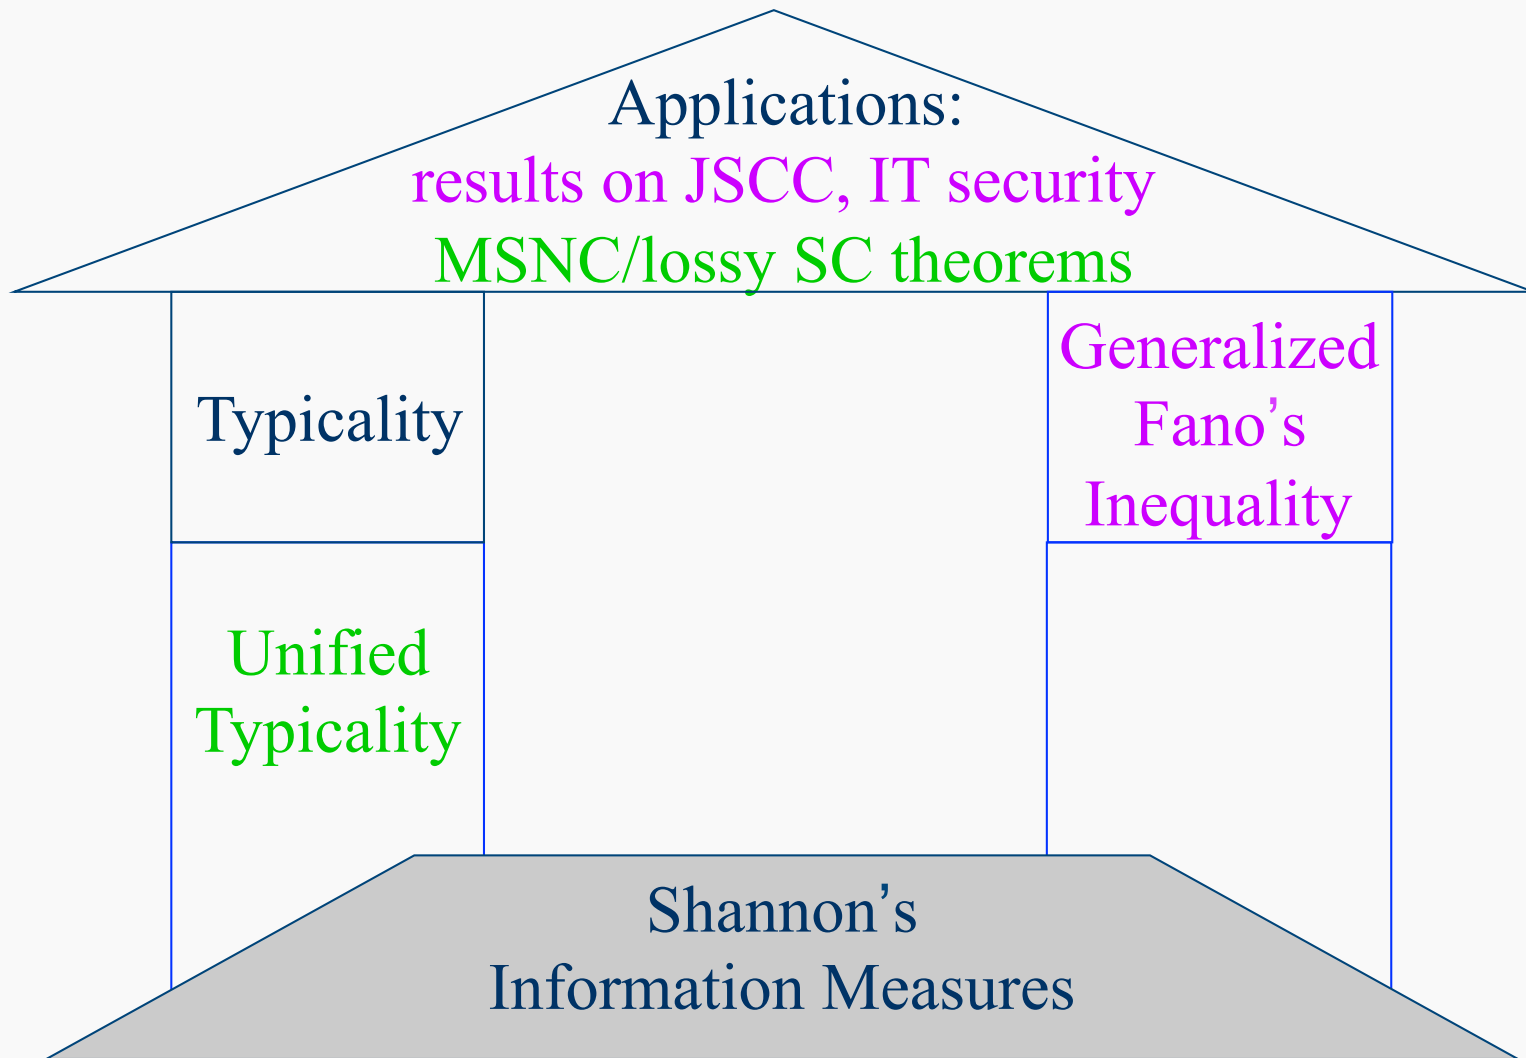 Applications:
results on JSCC, IT security
MSNC/lossy SC theorems
Typicality
Generalized
Fano’s
Inequality
Unified
Typicality
Shannon’s
Information Measures